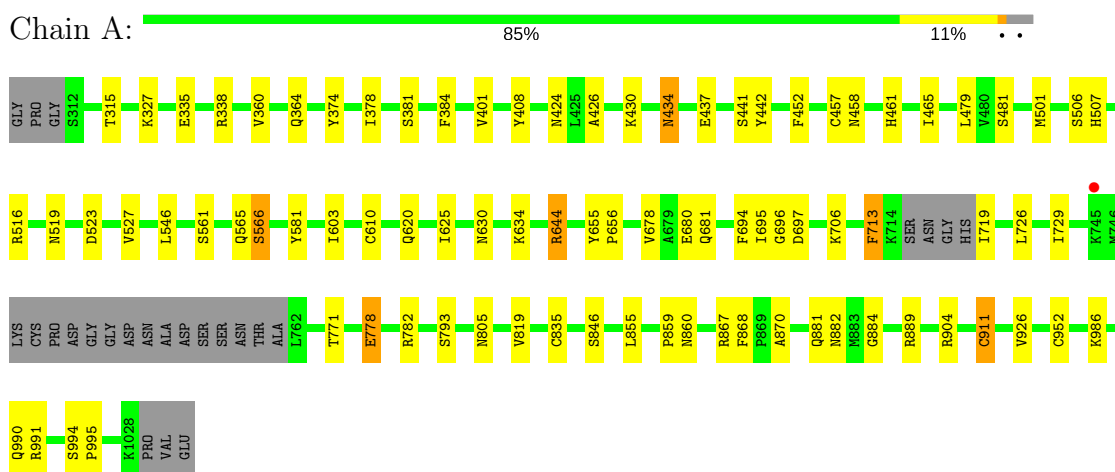 Chain A:
85% 11% • •
GLY PRO GLY S312 T315 K327 E335 R338 V360 Q364 Y374 I378 S381 F384 V401 Y408 N424 L425 A426 K430 N434 E437 S441 Y442 F452 C457 N458 H461 I465 L479 V480 S481 M501 S506 H507
R516 N519 D523 V527 L546 S561 Q565 S566 Y581 I603 C610 Q620 I625 N630 K634 R644 Y655 P656 V678 A679 E680 Q681 F694 I695 G696 D697 K706 F713 K714 SER ASN GLY HIS I719 L726 I729 K745 M746
LYS CYS PRO ASP GLY GLY ASP ASN ALA ASP SER SER ASN THR ALA L762 T771 E778 R782 S793 N805 V819 C835 S846 L855 P859 N860 R867 F868 P869 A870 Q881 N882 M883 G884 R889 R904 C911 V926 C952 K986
Q990 R991 S994 P995 K1028 PRO VAL GLU